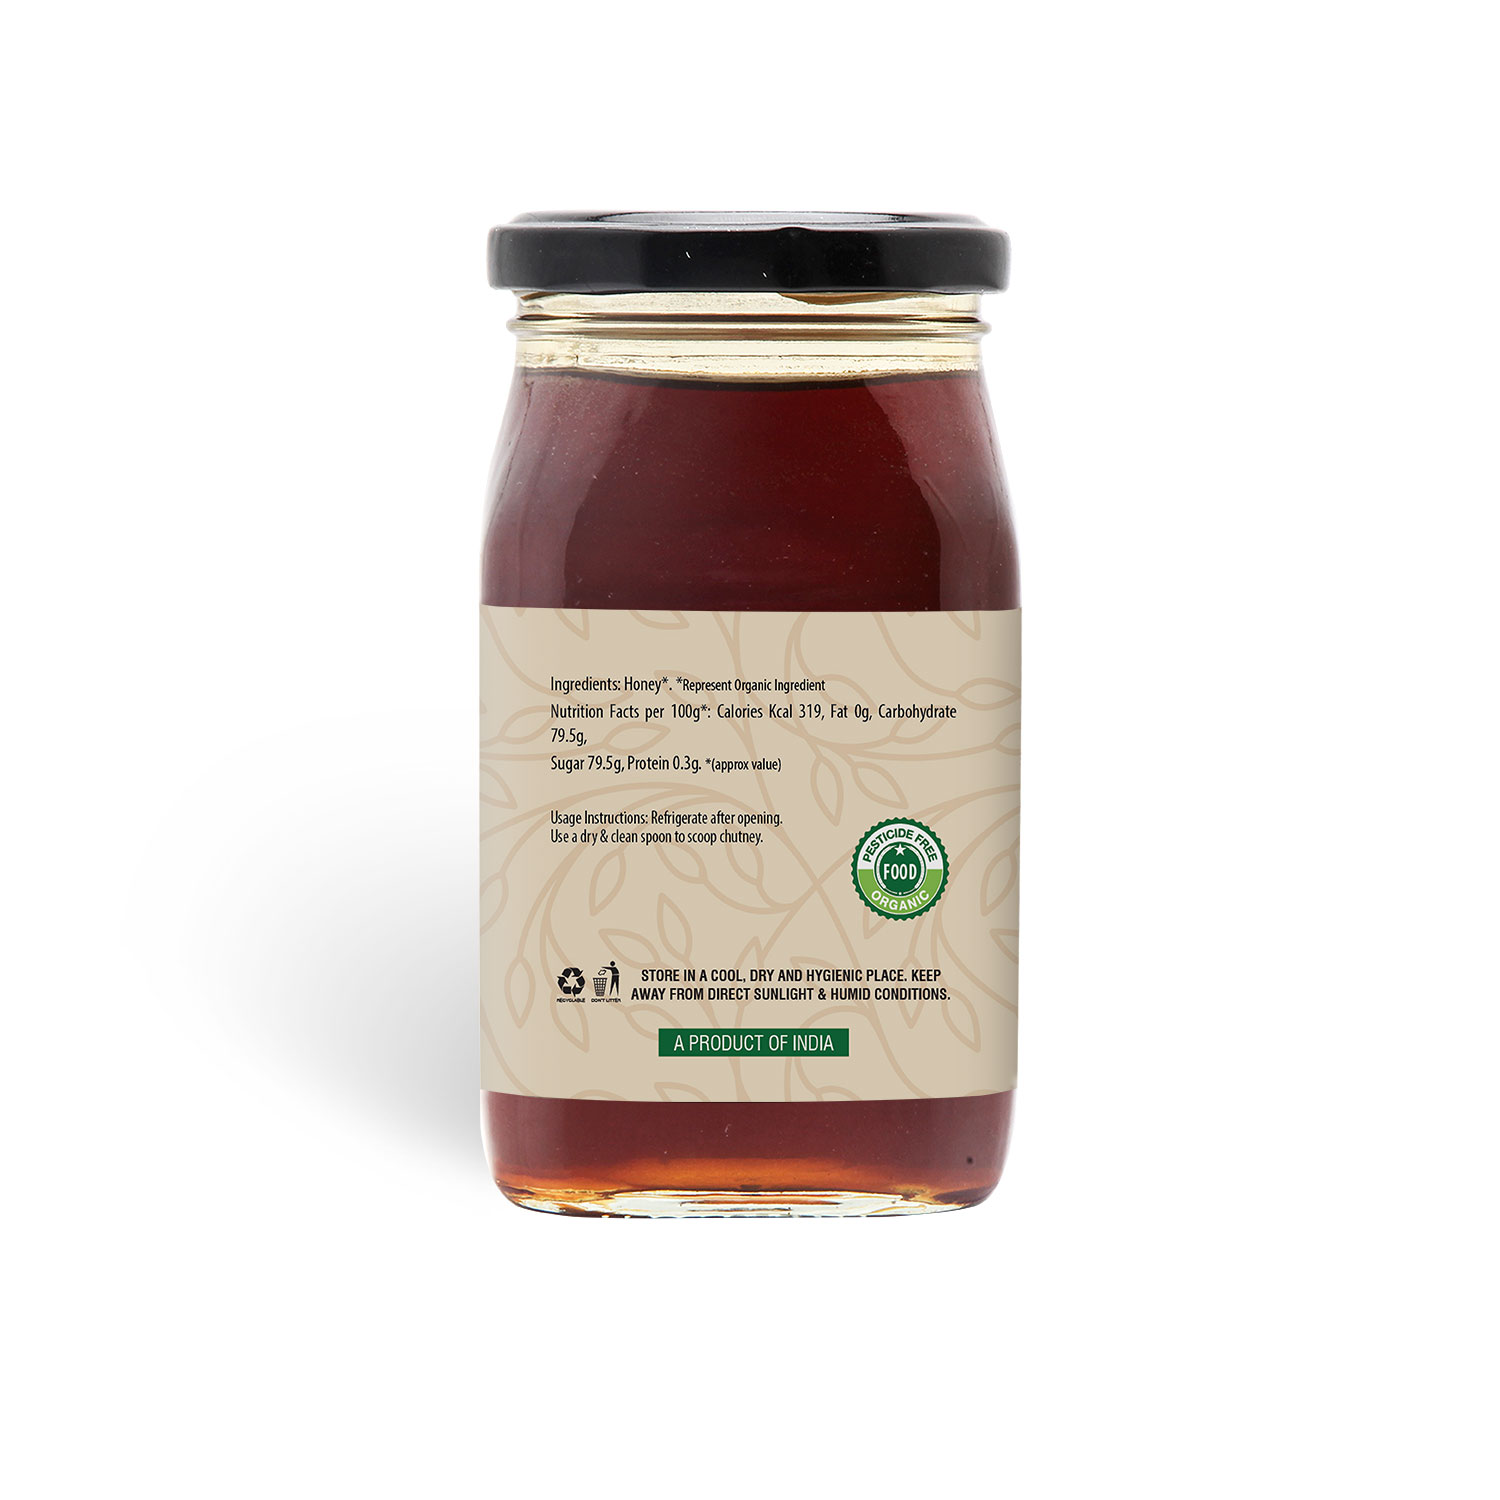 Ingredients: Honey*. *Represent Organic Ingredient
Nutrition Facts per 100g*: Calories Kcal 319, Fat 0g, Carbohydrate
79.5g,
Sugar 79.5g, Protein 0.3g. *(approx value)
Usage Instructions: Refrigerate after opening.
Use a dry & clean spoon to scoop chutney.
PESTICIDE FREE
FOOD
ORGANIC
STORE IN A COOL, DRY AND HYGIENIC PLACE. KEEP
AWAY FROM DIRECT SUNLIGHT & HUMID CONDITIONS.
RECYCLABLE DON'T LITTER
A PRODUCT OF INDIA